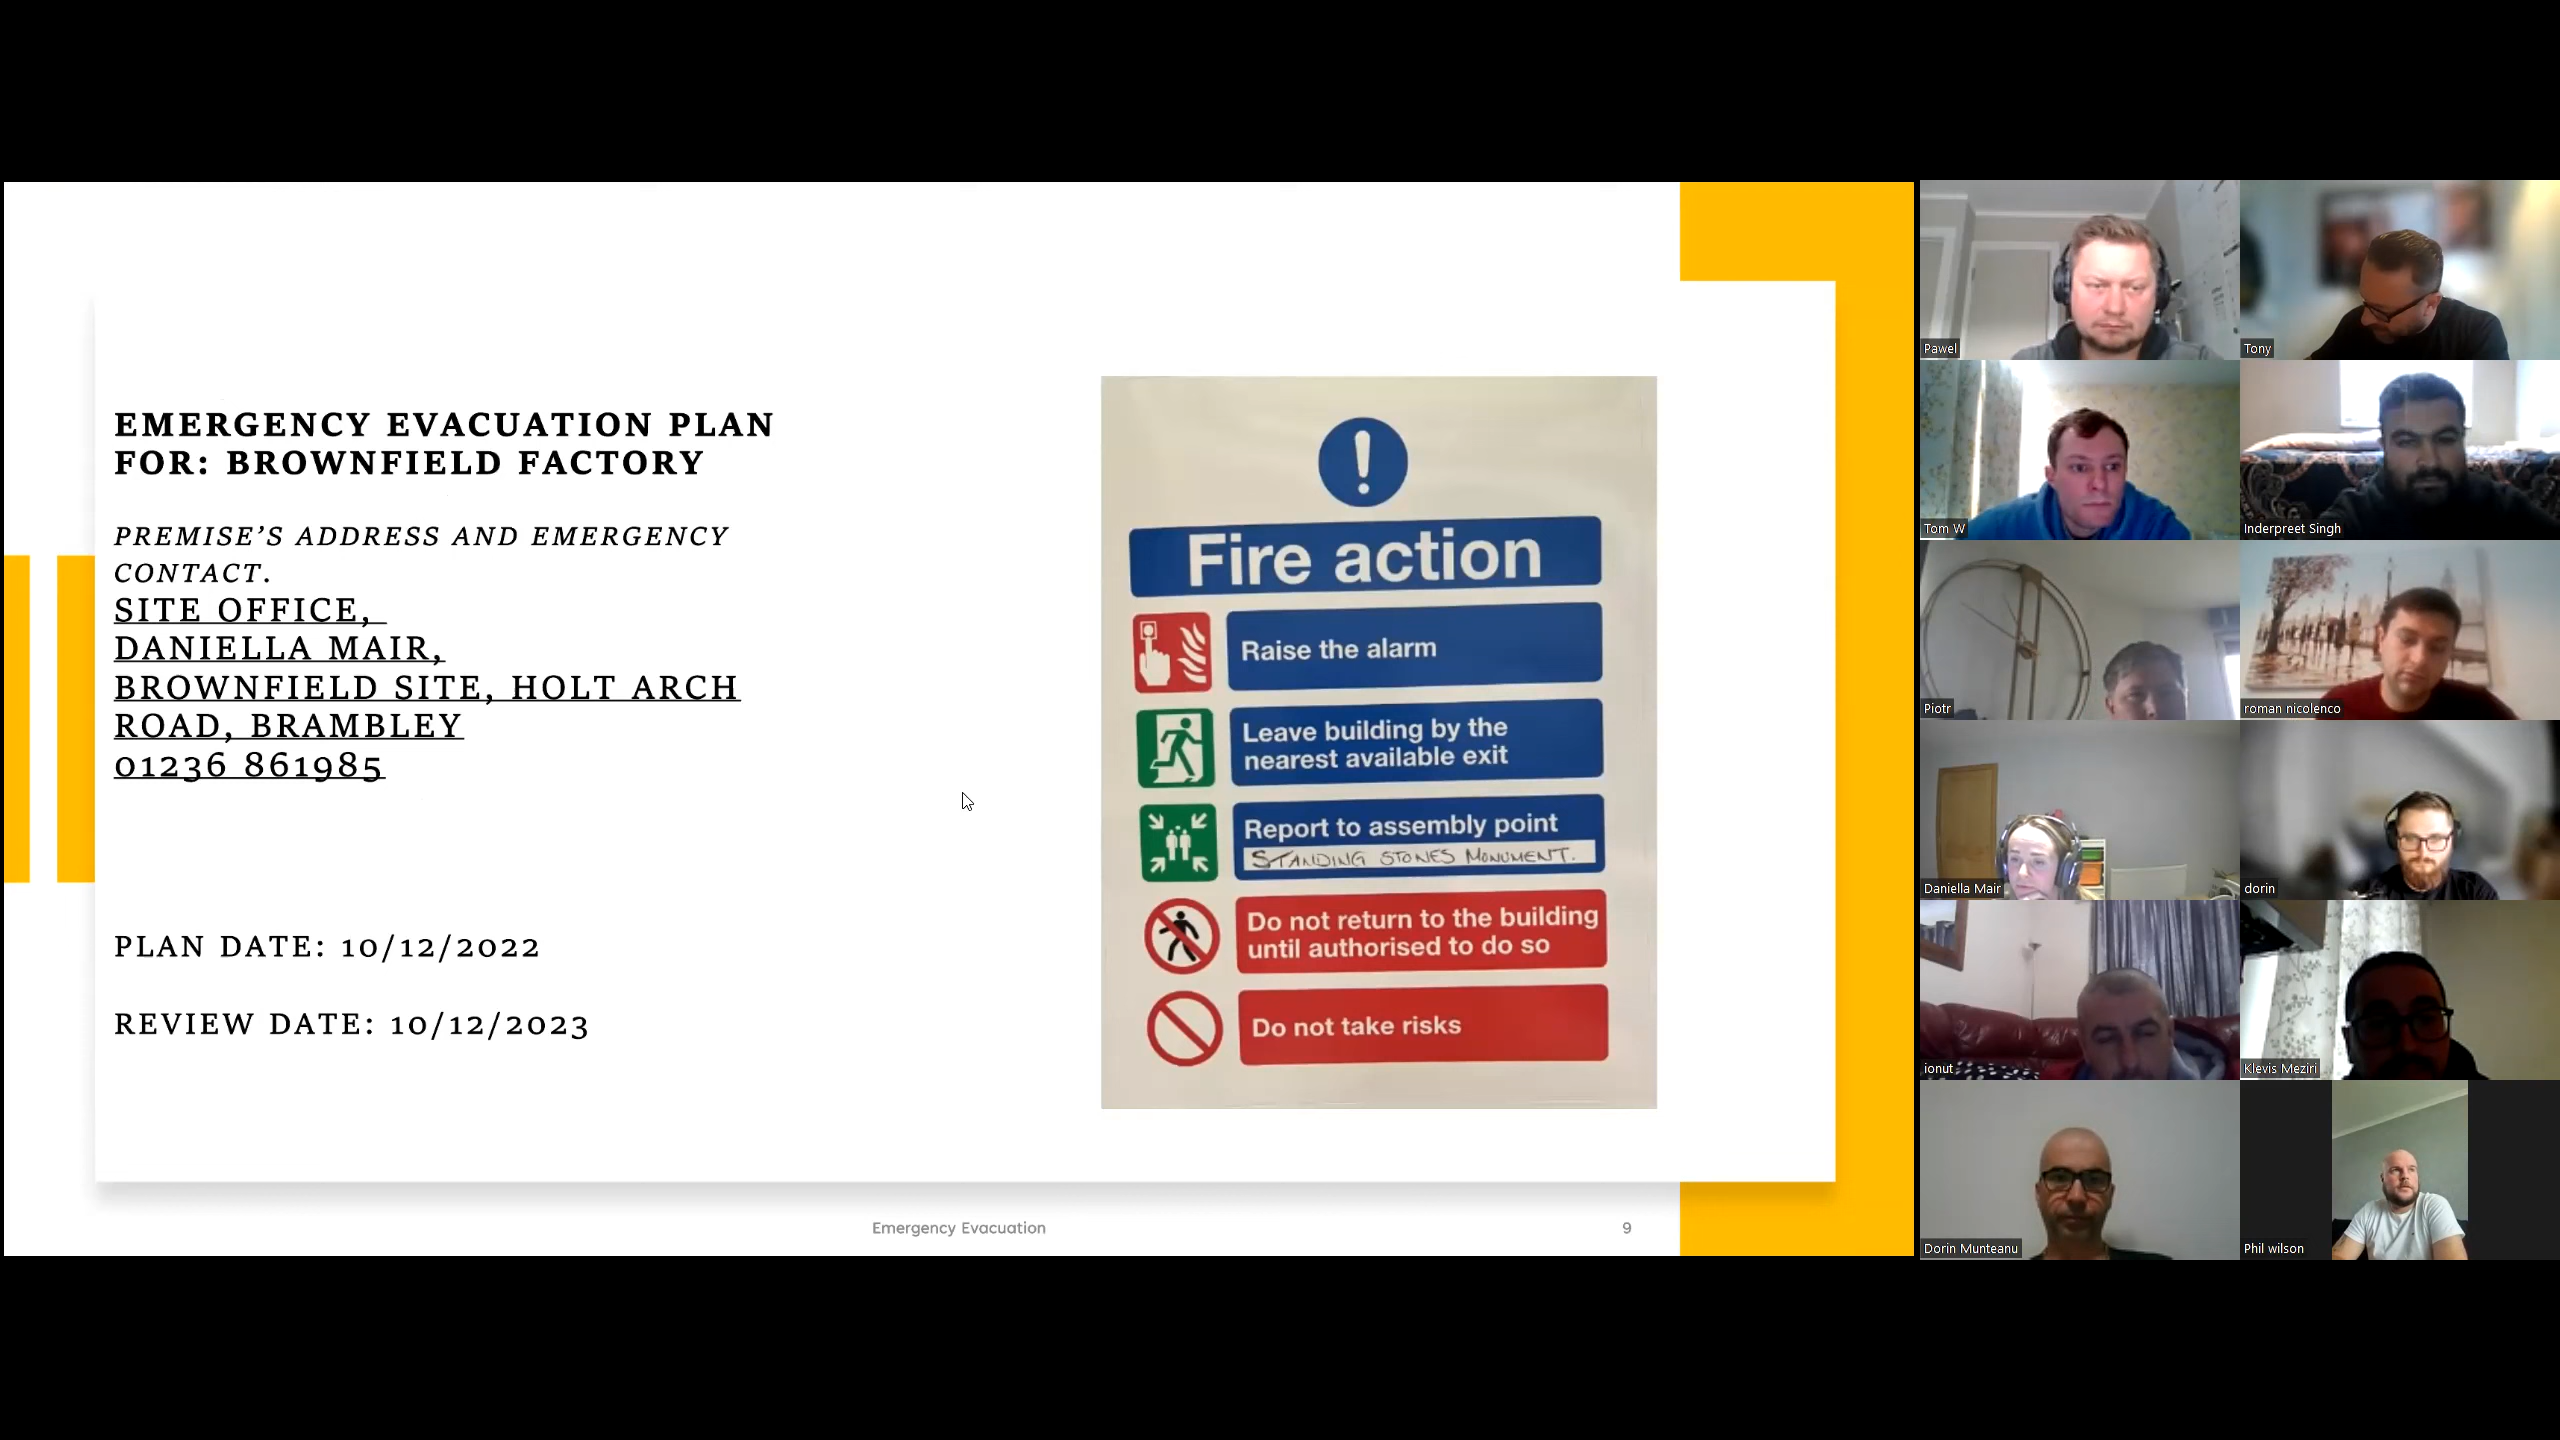 EMERGENCY EVACUATION PLAN
FOR: BROWNFIELD FACTORY
PREMISE'S ADDRESS AND EMERGENCY
CONTACT.
SITE OFFICE,
DANIELLA MAIR,
BROWNFIELD SITE, HOLT ARCH
ROAD, BRAMBLEY
01236 861985
PLAN DATE: 10/12/2022
REVIEW DATE: 10/12/2023
Fire action
Raise the alarm
Leave building by the
nearest available exit
Report to assembly point
STANDING STONES MONUMENT.
Do not return to the building
until authorised to do so
Do not take risks
Emergency Evacuation
9
Pawel
Tony
Tom W
Inderpreet Singh
Piotr
roman nicolenco
Daniella Mair
dorin
ionut
Klevis Meziri
Dorin Munteanu
Phil wilson